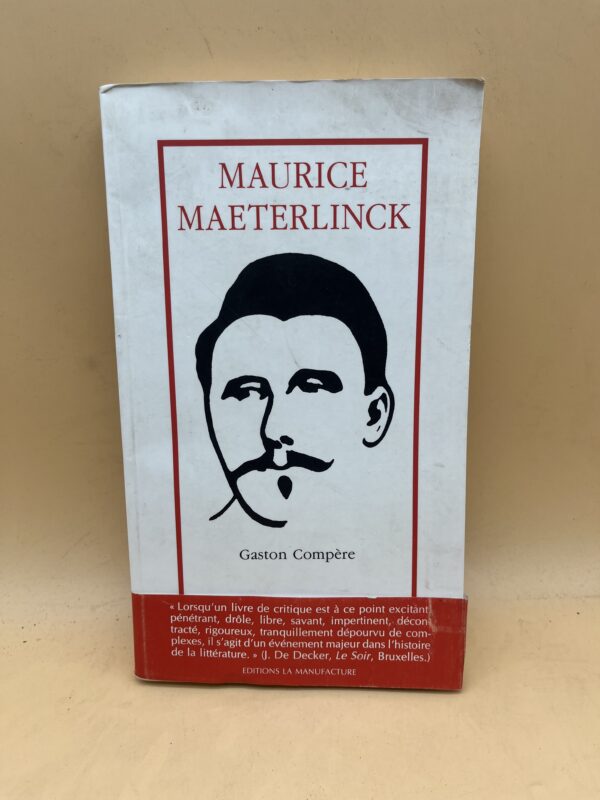 MAURICE
MAETERLINCK
Gaston Compère
« Lorsqu'un livre de critique est à ce point excitant,
pénétrant, drôle, libre, savant, impertinent, décon-
tracté, rigoureux, tranquillement dépourvu de com-
plexes, il s'agit d'un événement majeur dans l'histoire
de la littérature. » (J. De Decker, Le Soir, Bruxelles.)
EDITIONS LA MANUFACTURE